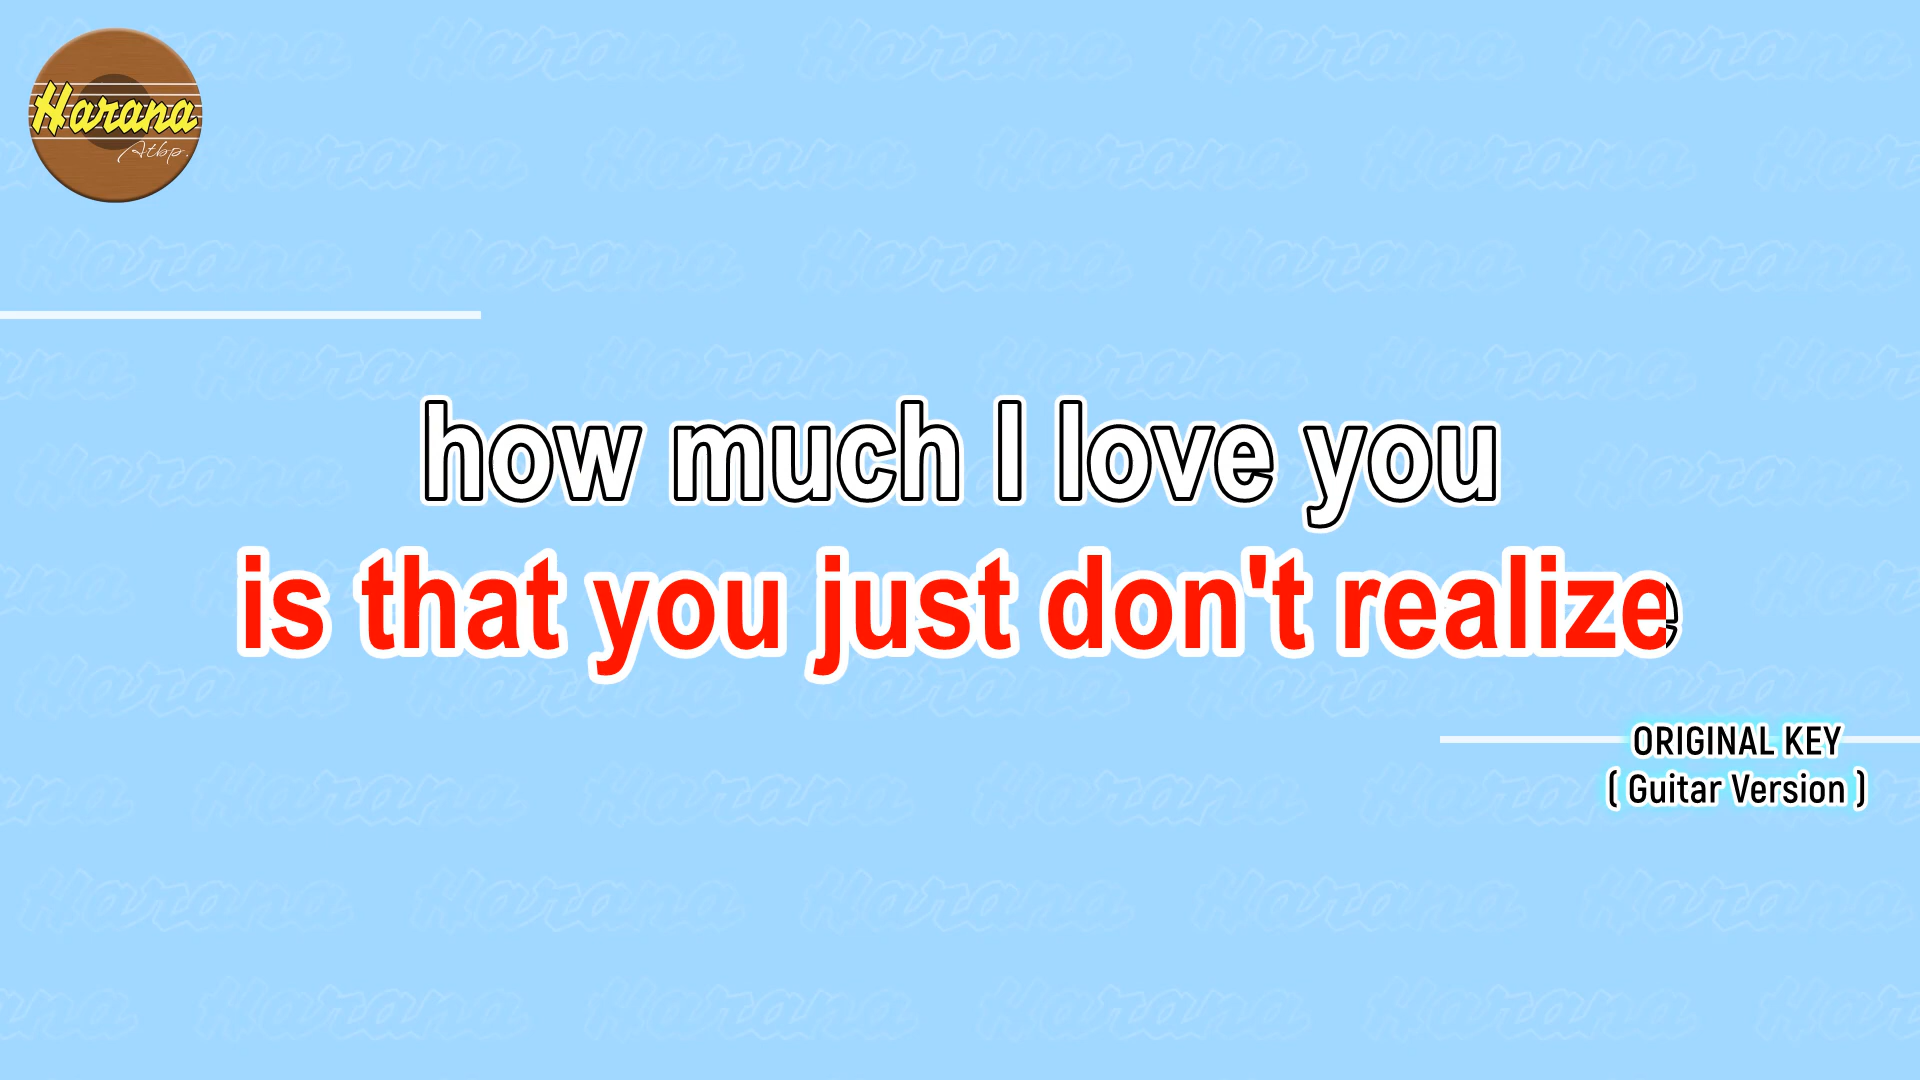 Harana
Atbp.
how much I love you
is that you just don't realize
ORIGINAL KEY
( Guitar Version )